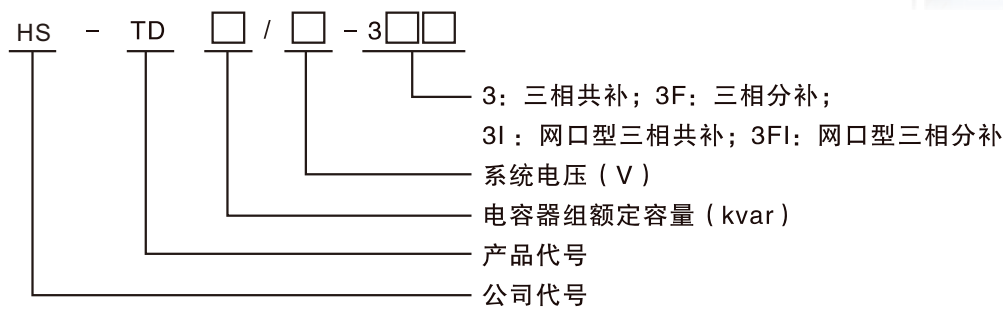 HS - TD □ / □ - 3□□
3：三相共补；3F：三相分补；
3I：网口型三相共补；3FI：网口型三相分补
系统电压（V）
电容器组额定容量（kvar）
产品代号
公司代号